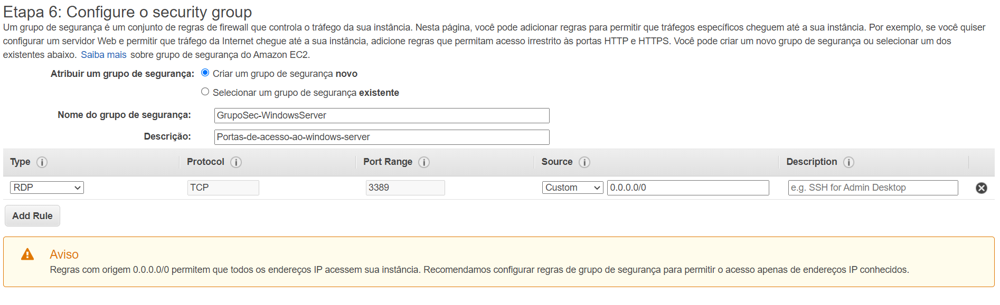 Etapa 6: Configure o security group
Um grupo de segurança é um conjunto de regras de firewall que controla o tráfego da sua instância. Nesta página, você pode adicionar regras para permitir que tráfegos específicos cheguem até a sua instância. Por exemplo, se você quiser
configurar um servidor Web e permitir que tráfego da Internet chegue até a sua instância, adicione regras que permitam acesso irrestrito às portas HTTP e HTTPS. Você pode criar um novo grupo de segurança ou selecionar um dos
existentes abaixo. Saiba mais sobre grupo de segurança do Amazon EC2.
Atribuir um grupo de segurança: Criar um grupo de segurança novo
Selecionar um grupo de segurança existente
Nome do grupo de segurança: GrupoSec-WindowsServer
Descrição: Portas-de-acesso-ao-windows-server
Type i Protocol i Port Range i Source i Description i
RDP TCP 3389 Custom 0.0.0.0/0 e.g. SSH for Admin Desktop
Add Rule
Aviso
Regras com origem 0.0.0.0/0 permitem que todos os endereços IP acessem sua instância. Recomendamos configurar regras de grupo de segurança para permitir o acesso apenas de endereços IP conhecidos.